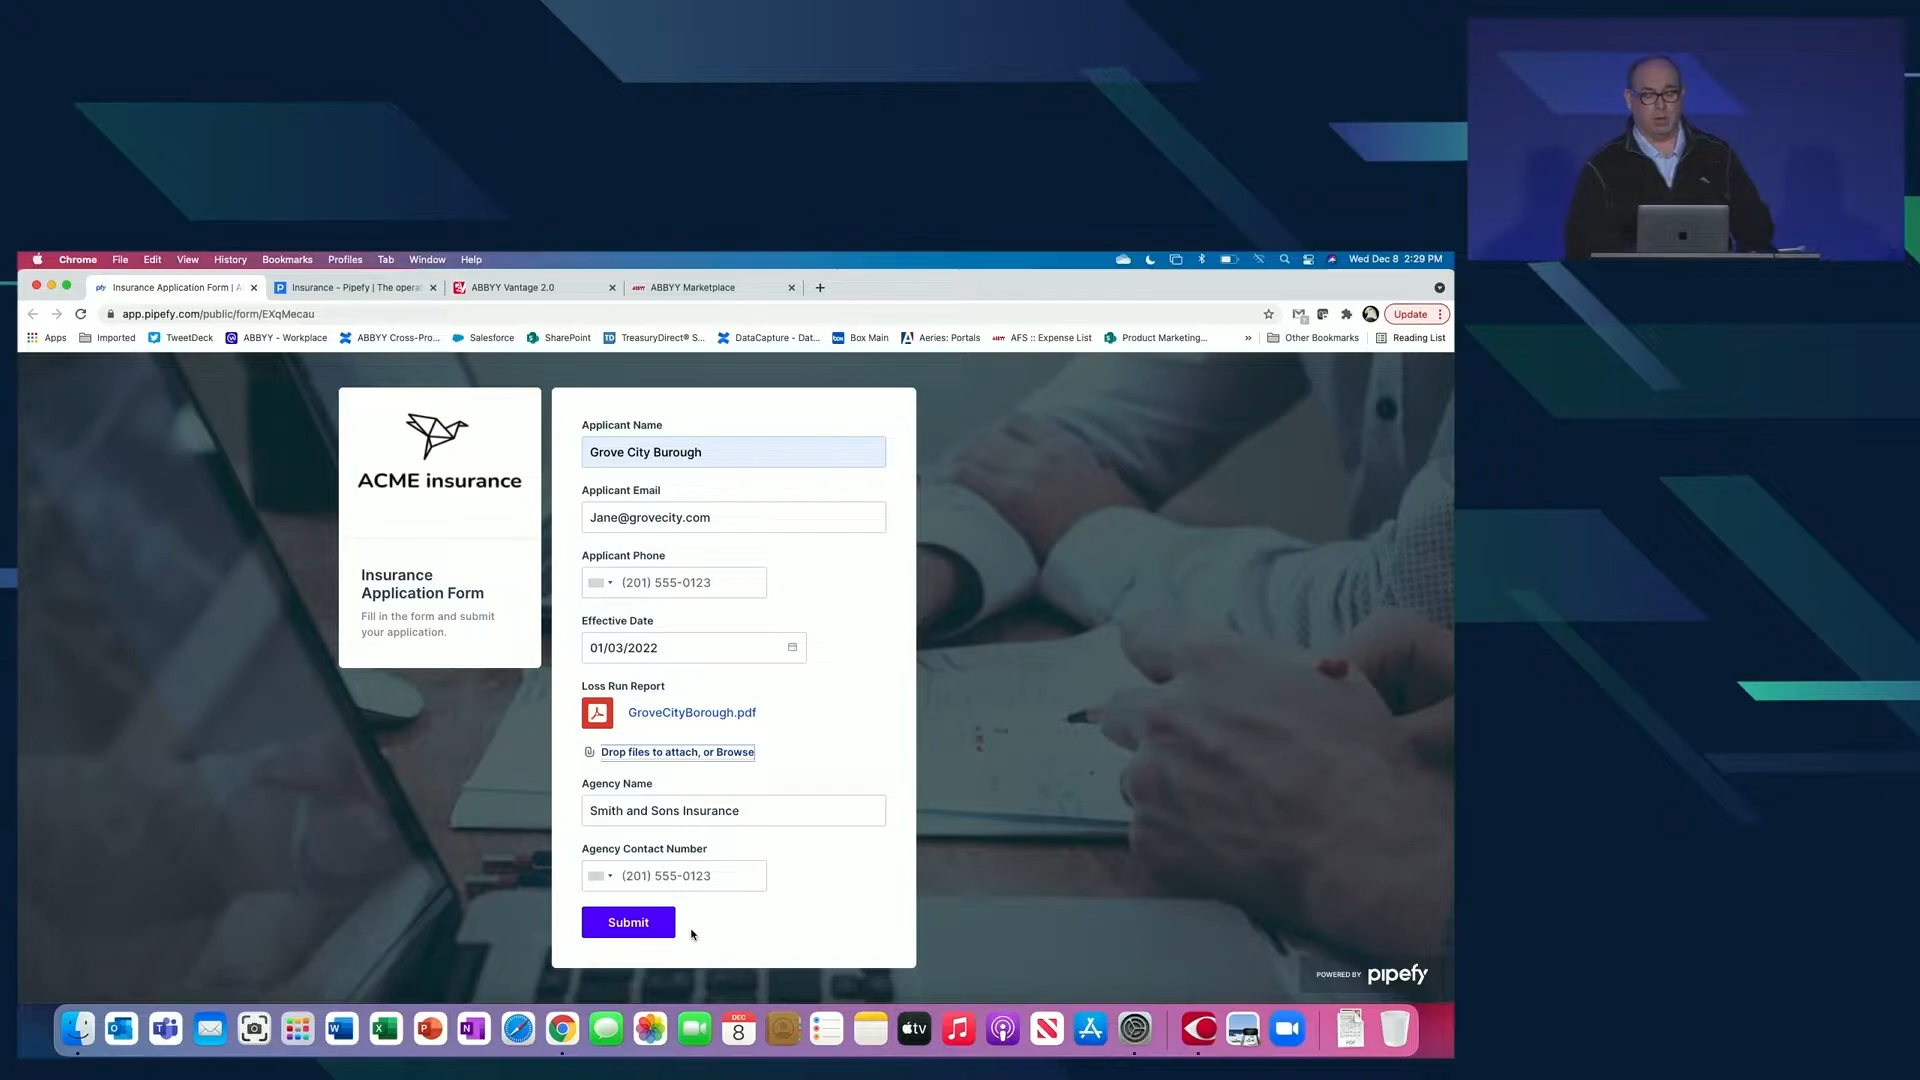 Chrome File Edit View History Bookmarks Profiles Tab Window Help
Wed Dec 8 2:29 PM
Insurance Application Form | A
Insurance - Pipefy | The operat
ABBYY Vantage 2.0
ABBYY Marketplace
app.pipefy.com/public/form/EXqMecau
Update
Apps
Imported
TweetDeck
ABBYY - Workplace
ABBYY Cross-Pro...
Salesforce
SharePoint
TreasuryDirect® S...
DataCapture - Dat...
Box Main
Aeries: Portals
AFS :: Expense List
Product Marketing...
»
Other Bookmarks
Reading List
ACME insurance
Insurance
Application Form
Fill in the form and submit
your application.
Applicant Name
Grove City Burough
Applicant Email
Jane@grovecity.com
Applicant Phone
(201) 555-0123
Effective Date
01/03/2022
Loss Run Report
GroveCityBorough.pdf
Drop files to attach, or Browse
Agency Name
Smith and Sons Insurance
Agency Contact Number
(201) 555-0123
Submit
POWERED BY pipefy
DEC
8
tv